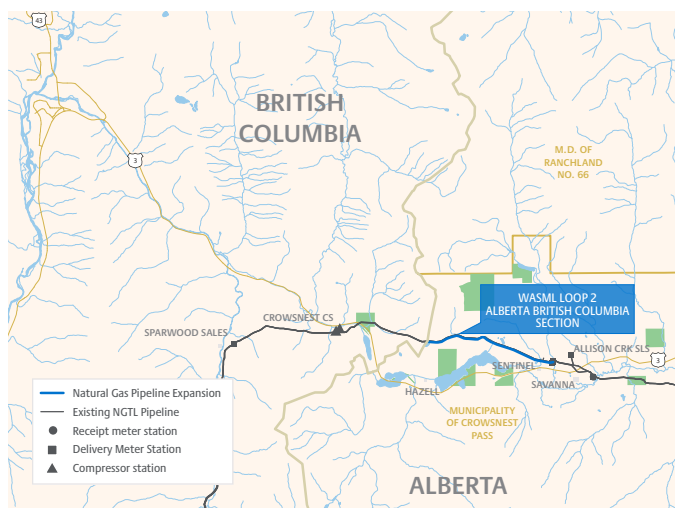 43
BRITISH
COLUMBIA
3
M.D. OF
RANCHLAND
NO. 66
WASML LOOP 2
ALBERTA BRITISH COLUMBIA
SECTION
CROWSNEST CS
SPARWOOD SALES
ALLISON CRK SLS
3
SENTINEL
SAVANNA
HAZELL
MUNICIPALITY
OF CROWSNEST
PASS
ALBERTA
Natural Gas Pipeline Expansion
Existing NGTL Pipeline
Receipt meter station
Delivery Meter Station
Compressor station